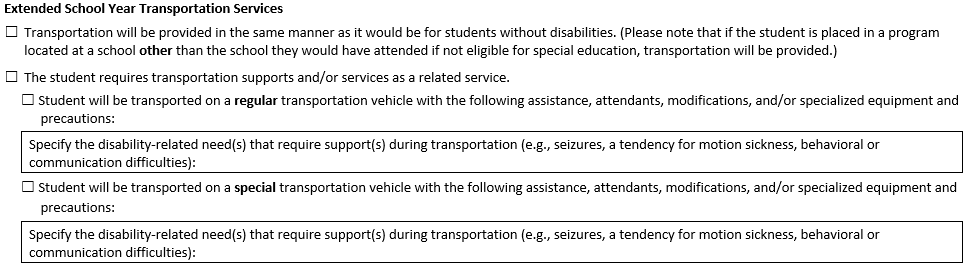 Extended School Year Transportation Services
☐ Transportation will be provided in the same manner as it would be for students without disabilities. (Please note that if the student is placed in a program
located at a school other than the school they would have attended if not eligible for special education, transportation will be provided.)
☐ The student requires transportation supports and/or services as a related service.
☐ Student will be transported on a regular transportation vehicle with the following assistance, attendants, modifications, and/or specialized equipment and
precautions:
Specify the disability-related need(s) that require support(s) during transportation (e.g., seizures, a tendency for motion sickness, behavioral or
communication difficulties):
☐ Student will be transported on a special transportation vehicle with the following assistance, attendants, modifications, and/or specialized equipment and
precautions:
Specify the disability-related need(s) that require support(s) during transportation (e.g., seizures, a tendency for motion sickness, behavioral or
communication difficulties):